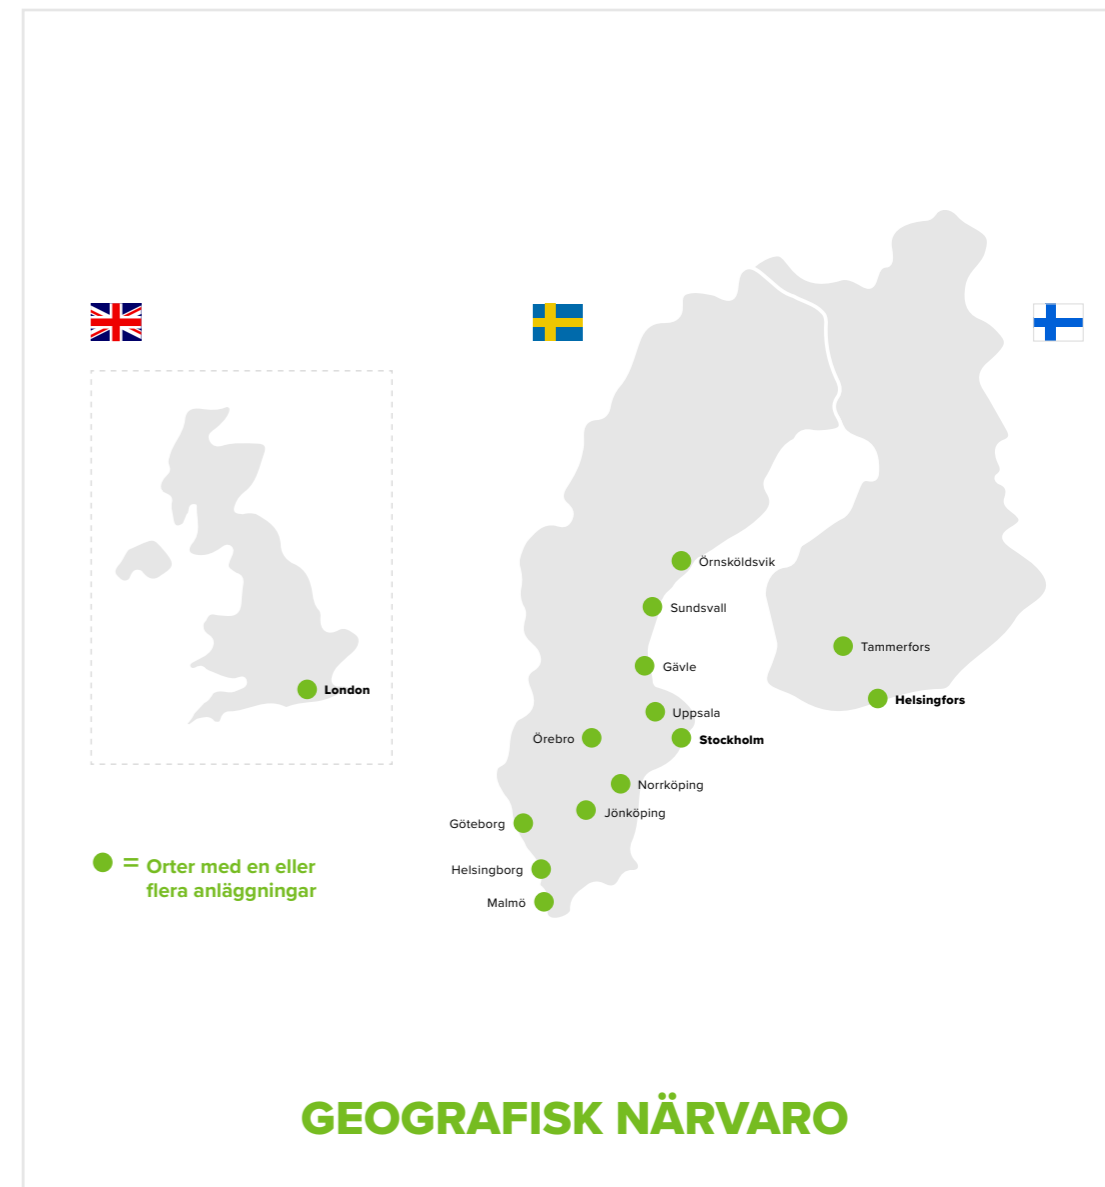 Örnsköldsvik
Sundsvall
Tammerfors
Gävle
London
Helsingfors
Uppsala
Örebro
Stockholm
Norrköping
Jönköping
Göteborg
Helsingborg
Malmö
= Orter med en eller
flera anläggningar
GEOGRAFISK NÄRVARO